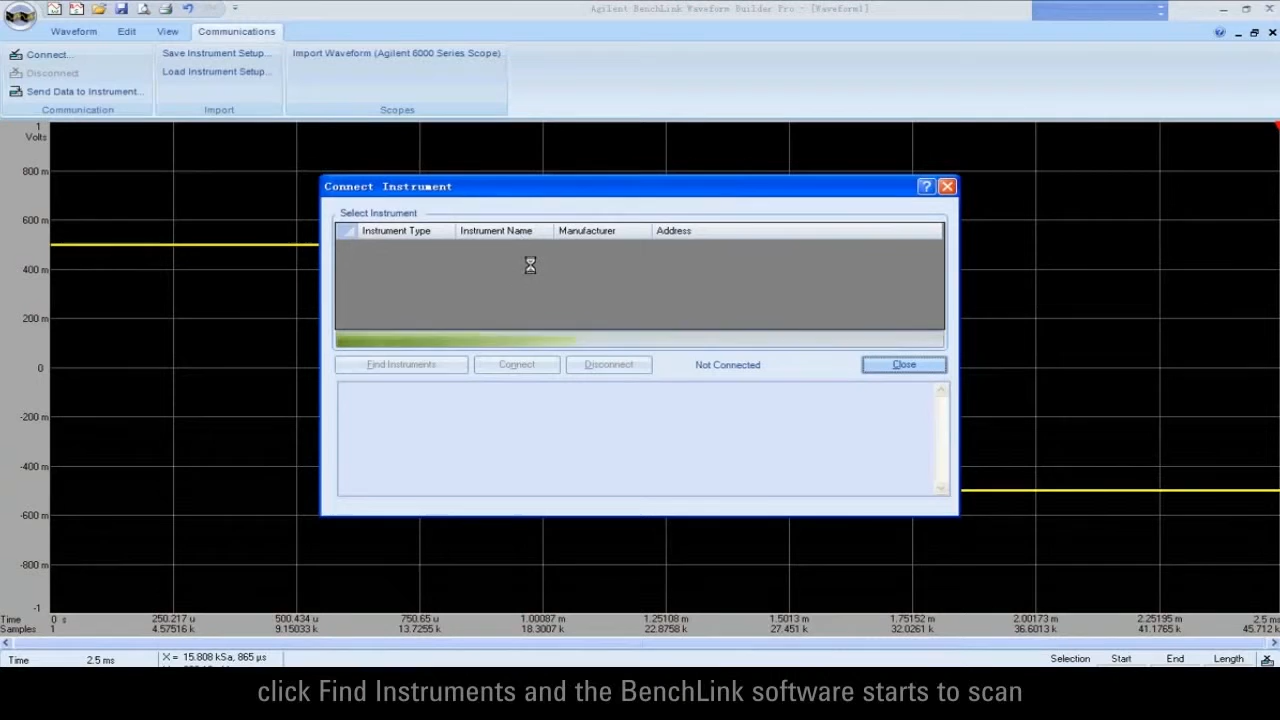 Agilent BenchLink Waveform Builder Pro - [Waveform1]
Waveform Edit View Communications
Connect...
Disconnect
Send Data to Instrument...
Communication
Save Instrument Setup...
Load Instrument Setup...
Import
Import Waveform (Agilent 6000 Series Scope)
Scopes
1
Volts
800 m
600 m
400 m
200 m
0
-200 m
-400 m
-600 m
-800 m
-1
Connect Instrument
Select Instrument
Instrument Type Instrument Name Manufacturer Address
Find Instruments Connect Disconnect Not Connected Close
Time 0 s 250.217 u 500.434 u 750.65 u 1.00087 m 1.25108 m 1.5013 m 1.75152 m 2.00173 m 2.25195 m 2.5 m
Samples 1 4.57516 k 9.15033 k 13.7255 k 18.3007 k 22.8758 k 27.451 k 32.0261 k 36.6013 k 41.1765 k 45.712 k
Time 2.5 ms X = 15.808 kSa, 865 µs Selection Start End Length
click Find Instruments and the BenchLink software starts to scan